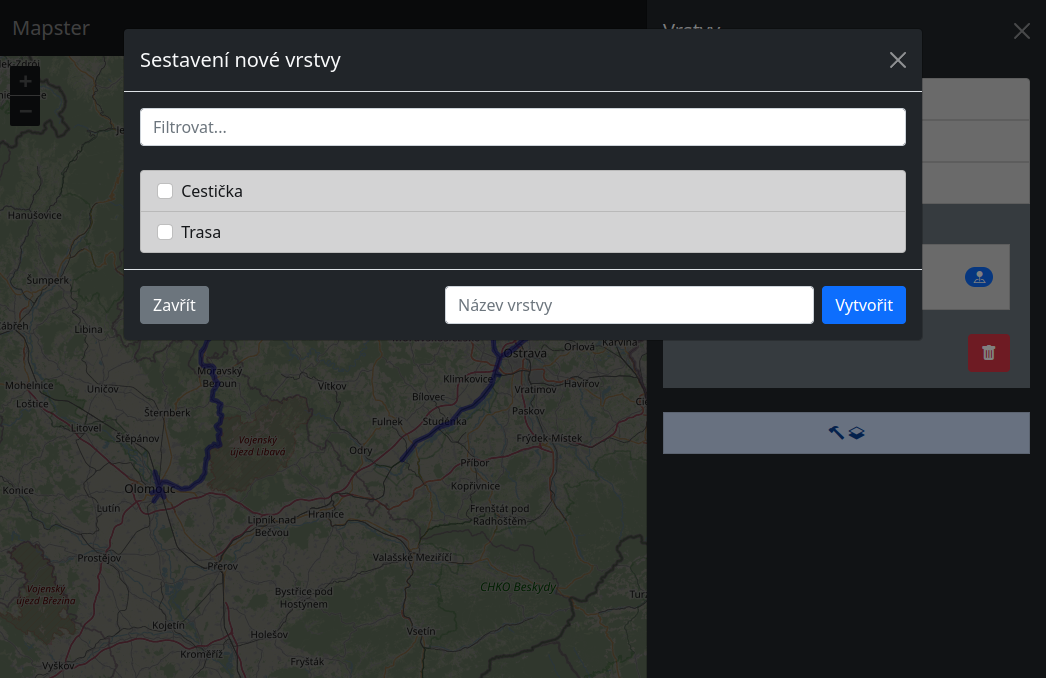 Mapster
Sestavení nové vrstvy
Filtrovat...
Cestička
Trasa
Zavřít
Název vrstvy
Vytvořit
+
−
Hanušovice
Šumperk
Libina
Mohelnice
Uničov
Loštice
Moravský
Beroun
Šternberk
Litovel
Štěpánov
Vojenský
újezd Libavá
Konice
Olomouc
Lutín
Vítkov
Klimkovice
Ostrava
Orlová
Karviná
Bílovec
Vratimov
Havířov
Paskov
Fulnek
Studénka
Odry
Frýdek-Místek
Příbor
Kopřivnice
Frenštát pod
Radhoštěm
Lipník nad
Bečvou
Hranice
Prostějov
Přerov
Valašské Meziříčí
Vojenský
újezd Březina
Bystřice pod
Hostýnem
CHKO Beskydy
Kojetín
Holešov
Vsetín
Kroměříž
Fryšták
Vyškov